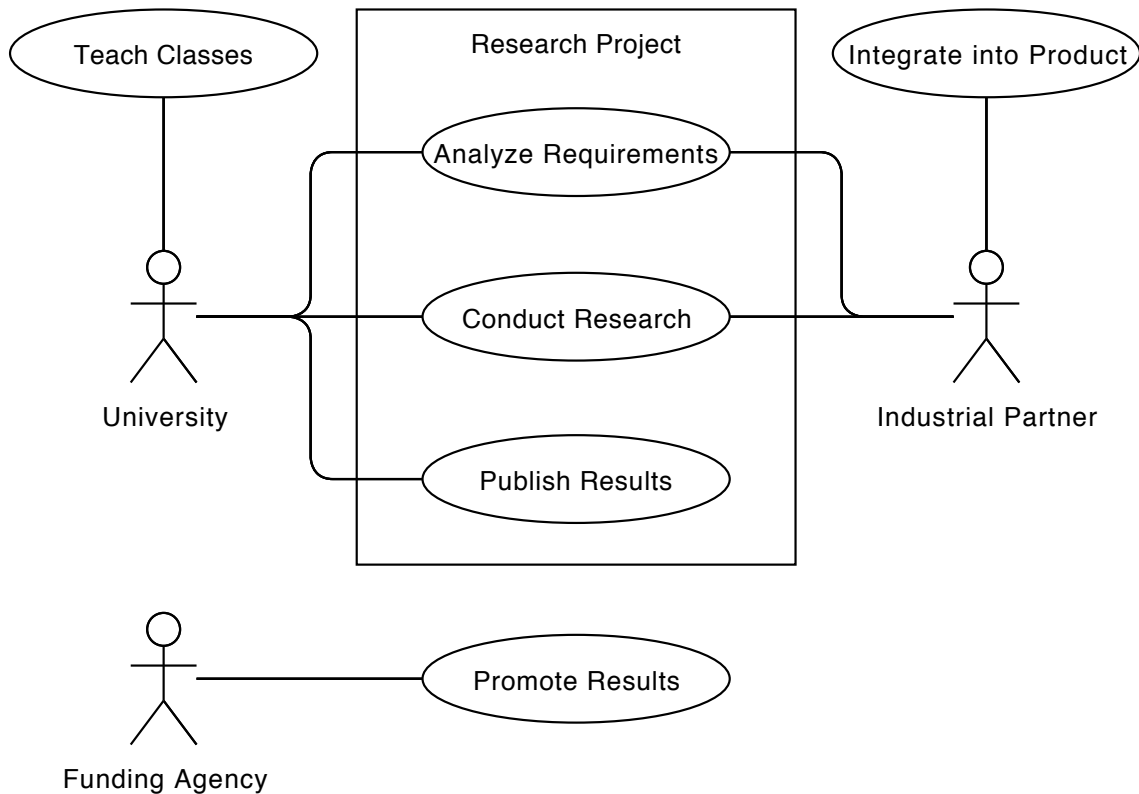 Teach Classes
Research Project
Integrate into Product
Analyze Requirements
Conduct Research
University
Industrial Partner
Publish Results
Promote Results
Funding Agency